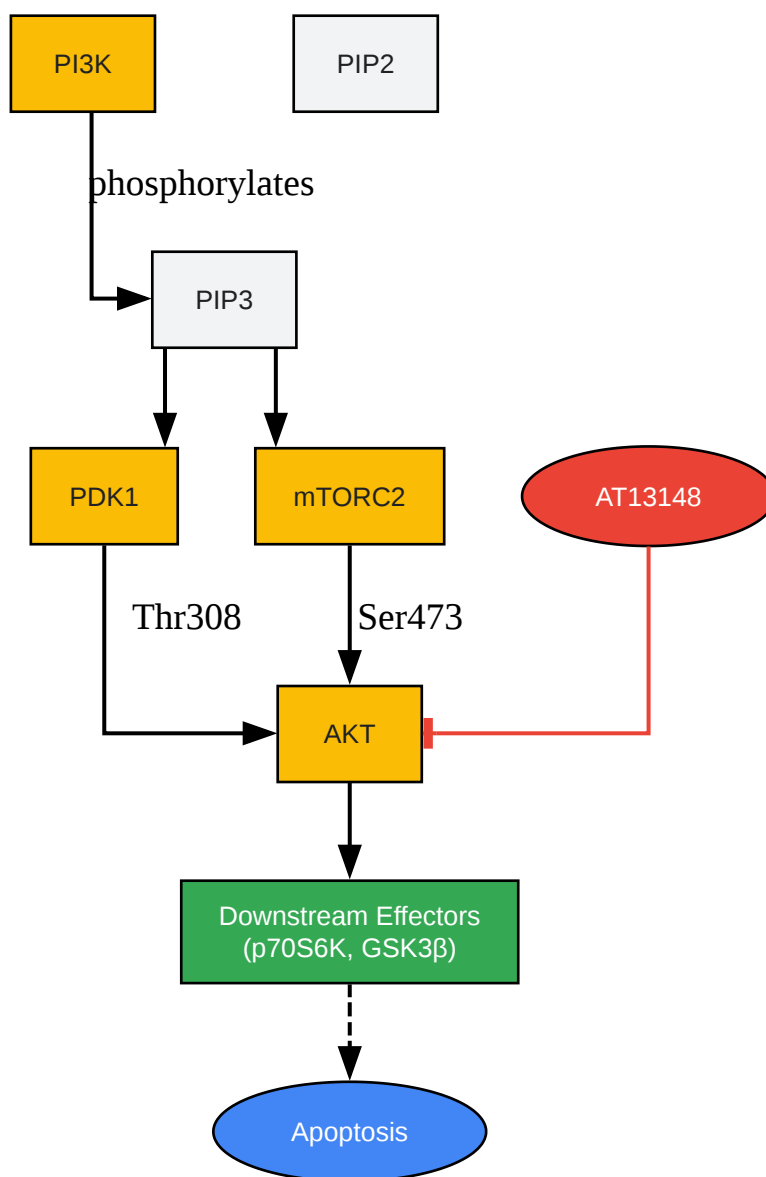 PI3K
PIP2
phosphorylates
PIP3
PDK1
mTORC2
AT13148
Thr308
Ser473
AKT
Downstream Effectors
(p70S6K, GSK3β)
Apoptosis